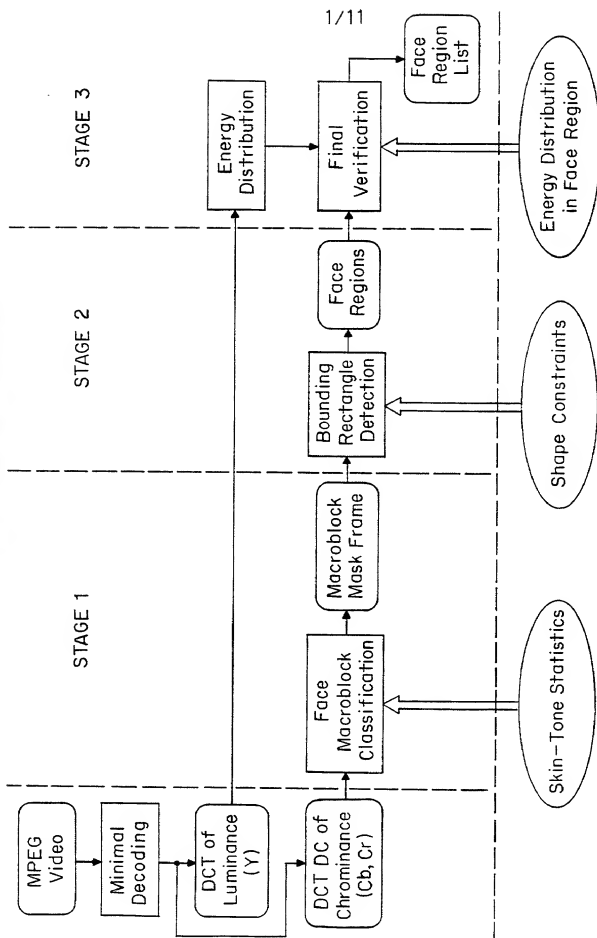 1/11
STAGE 1
STAGE 2
STAGE 3
MPEG
Video
Minimal
Decoding
DCT of
Luminance
(Y)
DCT DC of
Chrominance
(Cb, Cr)
Face
Macroblock
Classification
Macroblock
Mask Frame
Bounding
Rectangle
Detection
Face
Regions
Energy
Distribution
Final
Verification
Face
Region
List
Skin-Tone Statistics
Shape Constraints
Energy Distribution
in Face Region